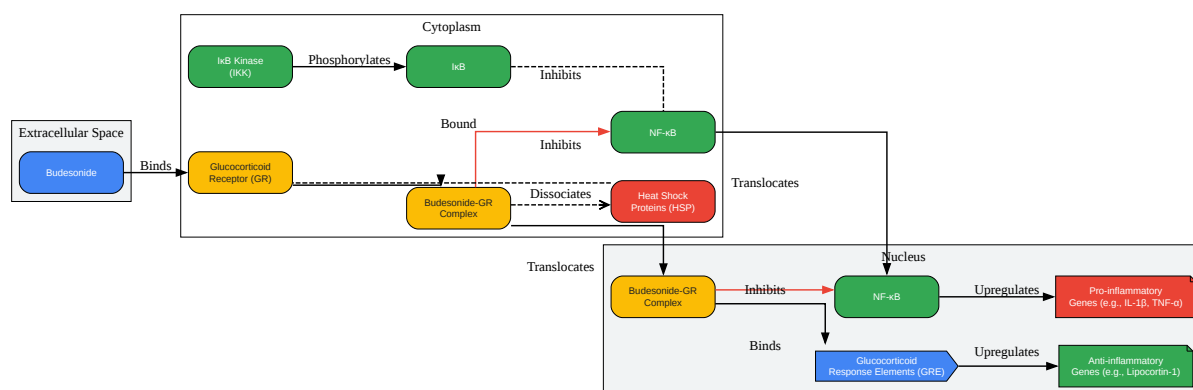 Cytoplasm
IκB Kinase
(IKK)
Phosphorylates
IκB
Inhibits
Bound
NF-κB
Inhibits
Extracellular Space
Budesonide
Binds
Glucocorticoid
Receptor (GR)
Dissociates
Budesonide-GR
Complex
Heat Shock
Proteins (HSP)
Translocates
Translocates
Nucleus
Budesonide-GR
Complex
Inhibits
NF-κB
Upregulates
Pro-inflammatory
Genes (e.g., IL-1β, TNF-α)
Binds
Glucocorticoid
Response Elements (GRE)
Upregulates
Anti-inflammatory
Genes (e.g., Lipocortin-1)